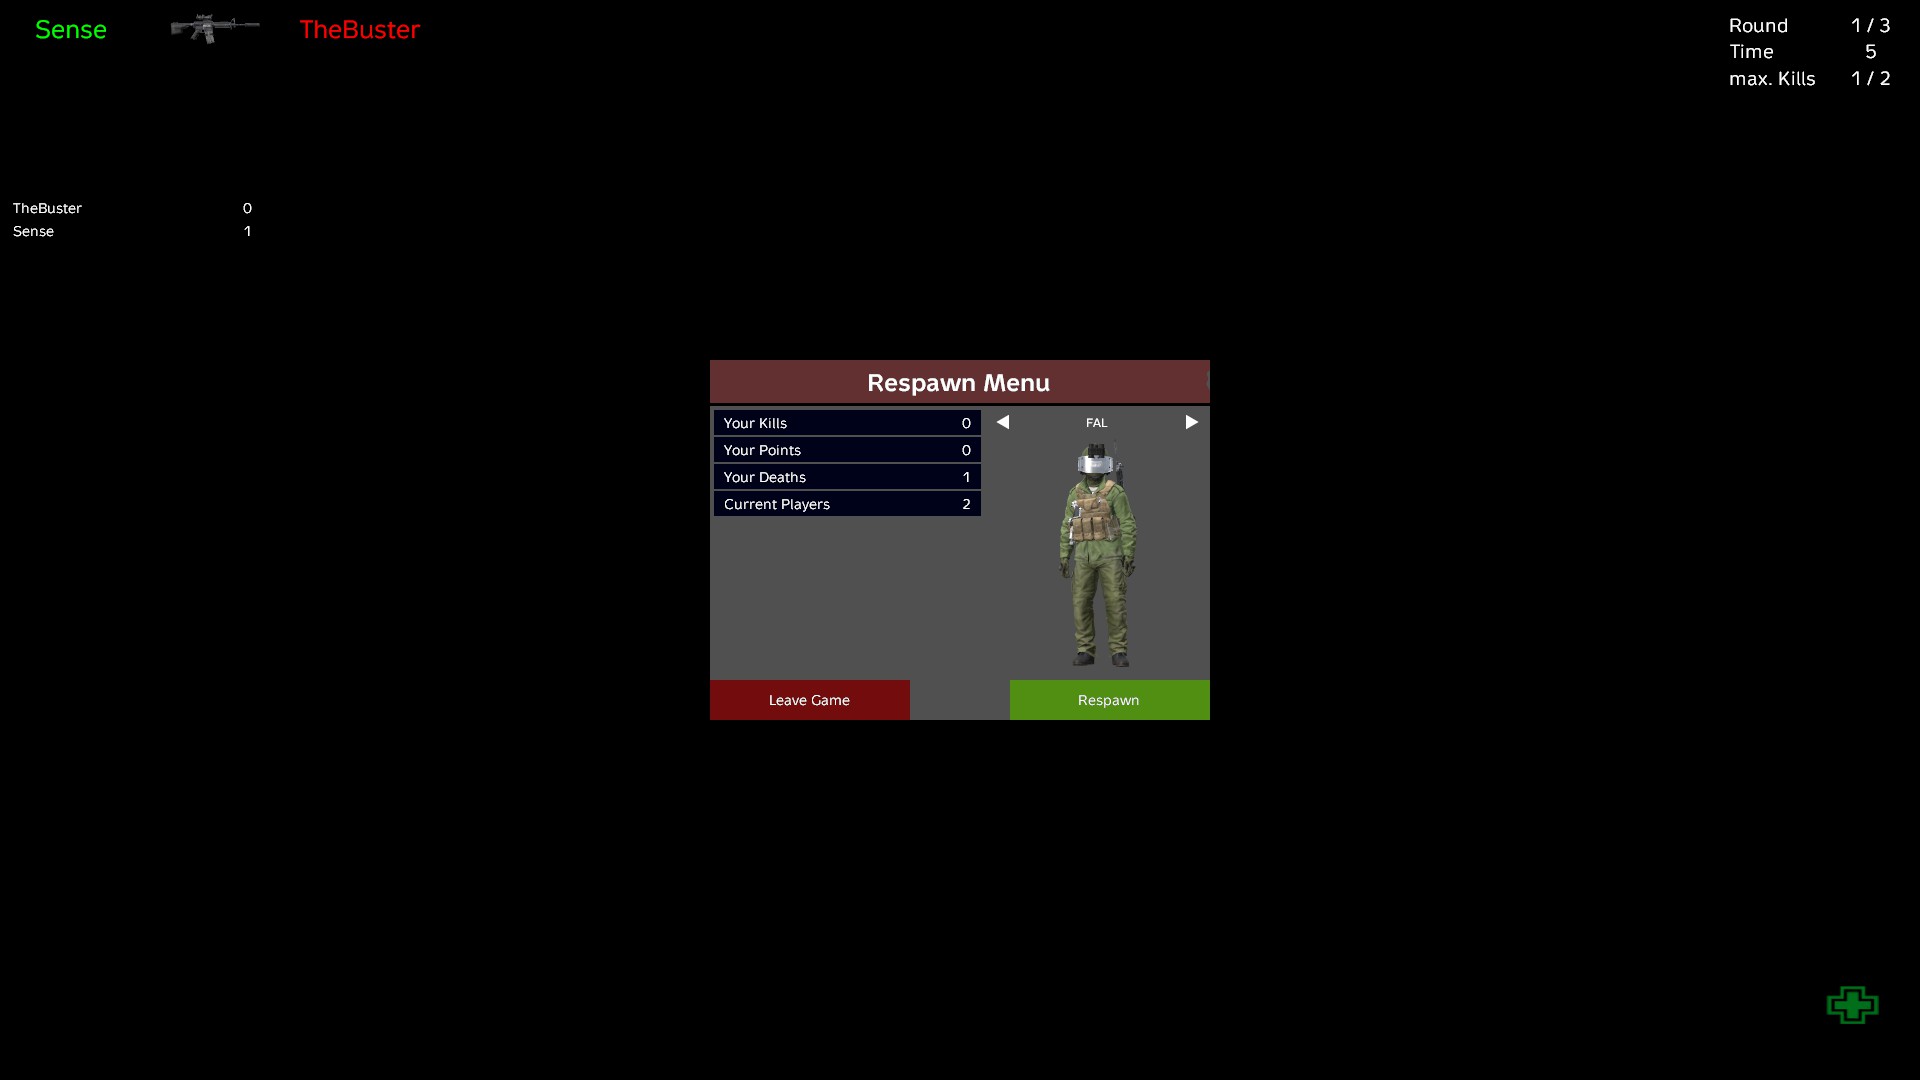 Sense TheBuster
Round 1 / 3
Time 5
max. Kills 1 / 2
TheBuster 0
Sense 1
Respawn Menu
Your Kills 0
Your Points 0
Your Deaths 1
Current Players 2
FAL
Leave Game
Respawn